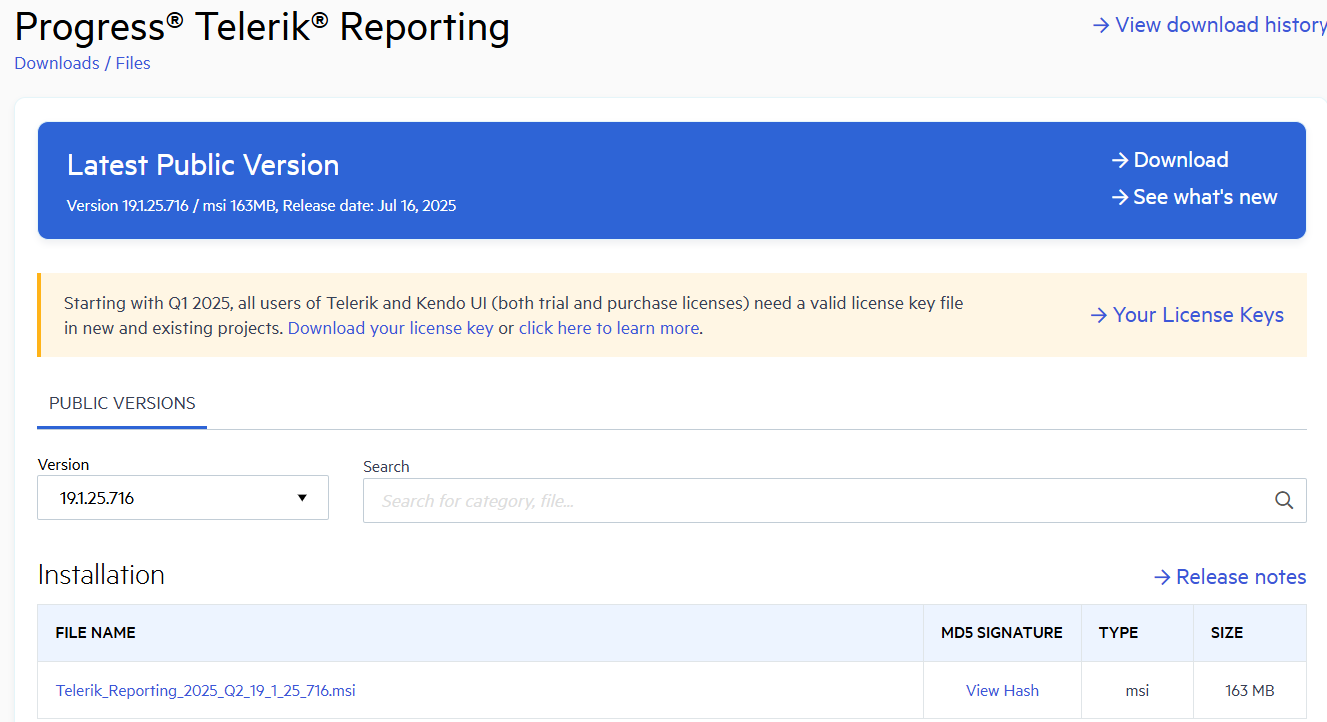 Progress® Telerik® Reporting
→ View download history
Downloads / Files
Latest Public Version
Version 19.1.25.716 / msi 163MB, Release date: Jul 16, 2025
→ Download
→ See what's new
Starting with Q1 2025, all users of Telerik and Kendo UI (both trial and purchase licenses) need a valid license key file
in new and existing projects. Download your license key or click here to learn more.
→ Your License Keys
PUBLIC VERSIONS
Version
19.1.25.716
Search
Search for category, file...
Installation
→ Release notes
FILE NAME MD5 SIGNATURE TYPE SIZE
Telerik_Reporting_2025_Q2_19_1_25_716.msi View Hash msi 163 MB